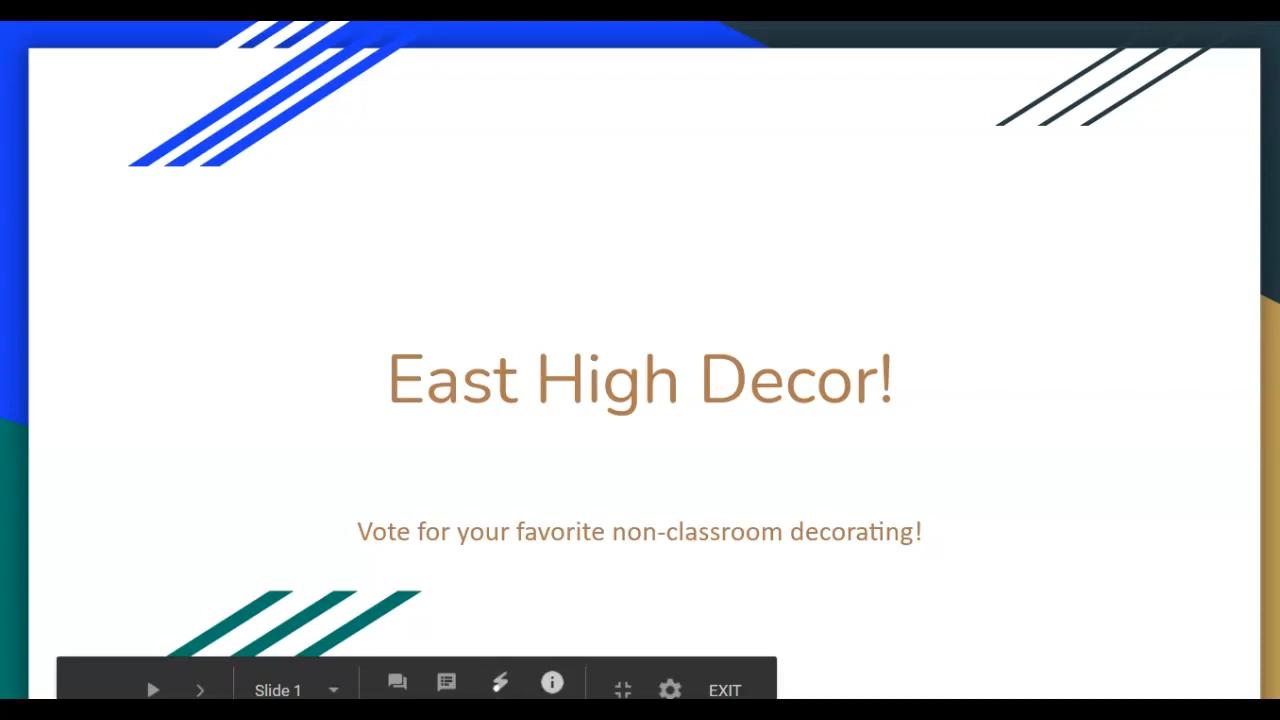 East High Decor!
Vote for your favorite non-classroom decorating!
Slide 1
EXIT